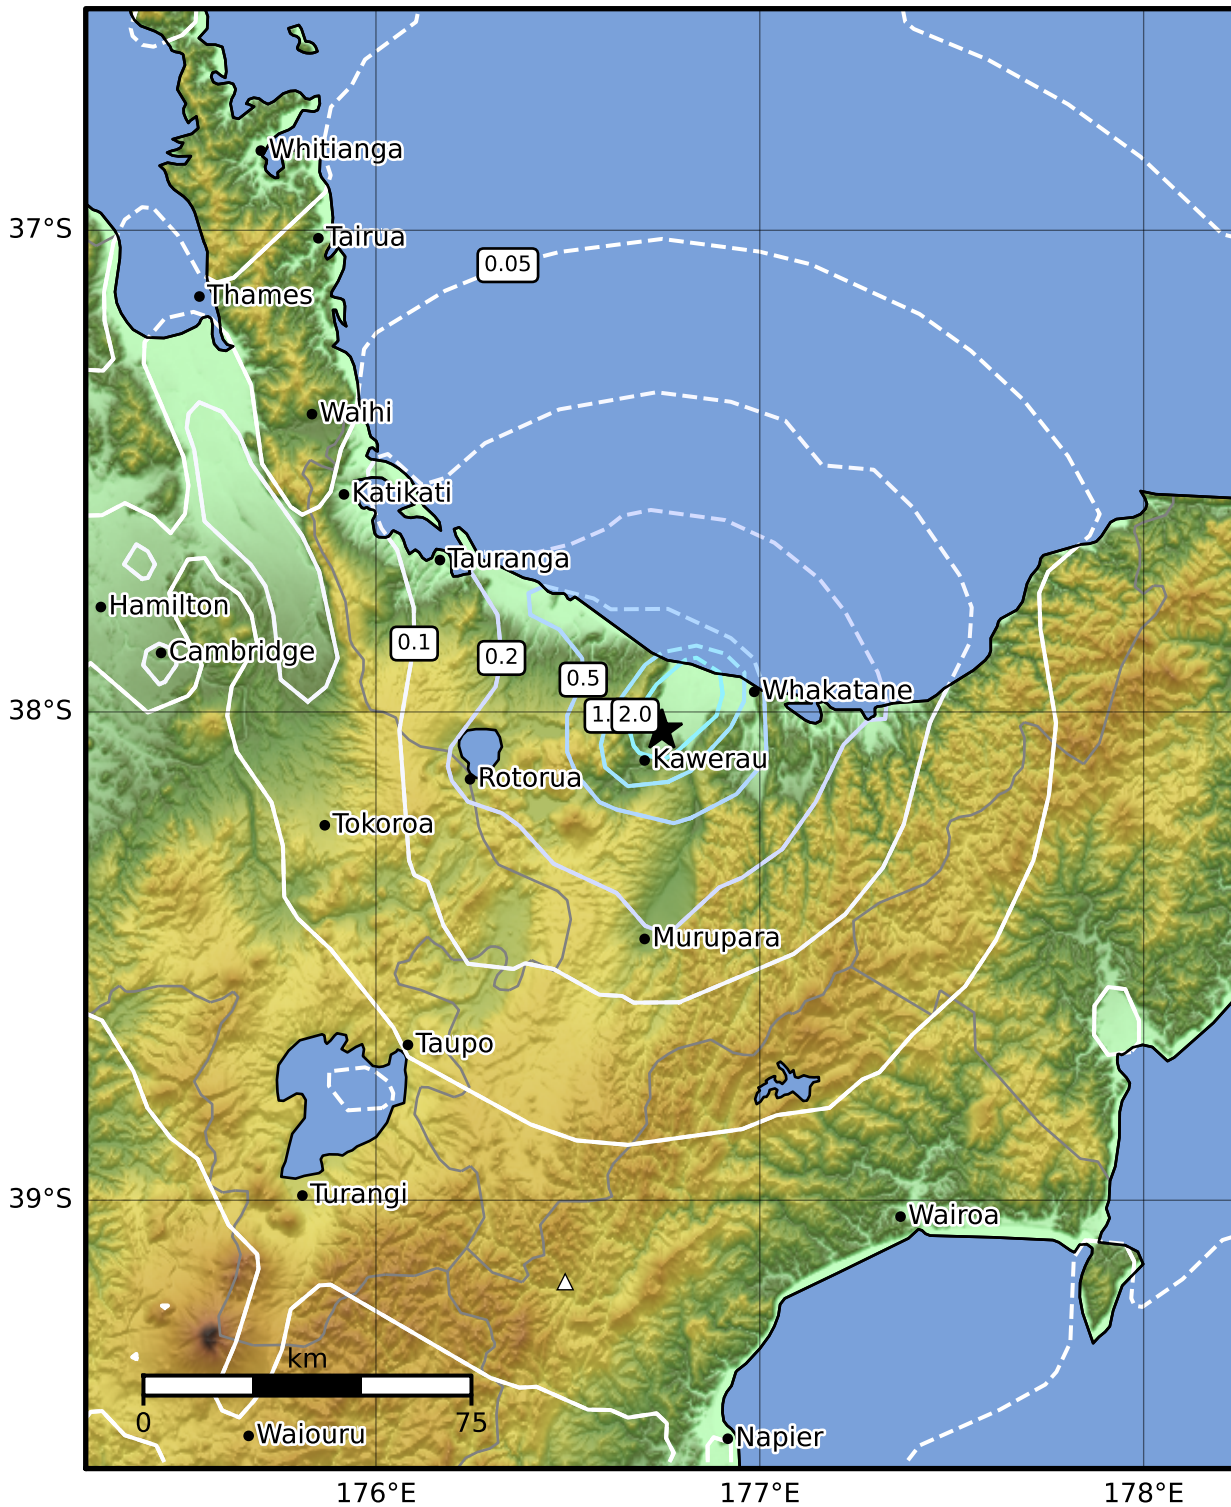 Whitianga
37°S
Tairua
0.05
Thames
Waihi
Katikati
Tauranga
Hamilton
0.1
Cambridge
0.2
0.5
Whakatane
38°S
1.
2.0
Kawerau
Rotorua
Tokoroa
Murupara
Taupo
39°S
Turangi
Wairoa
km
0
75
Waiouru
Napier
176°E
177°E
178°E